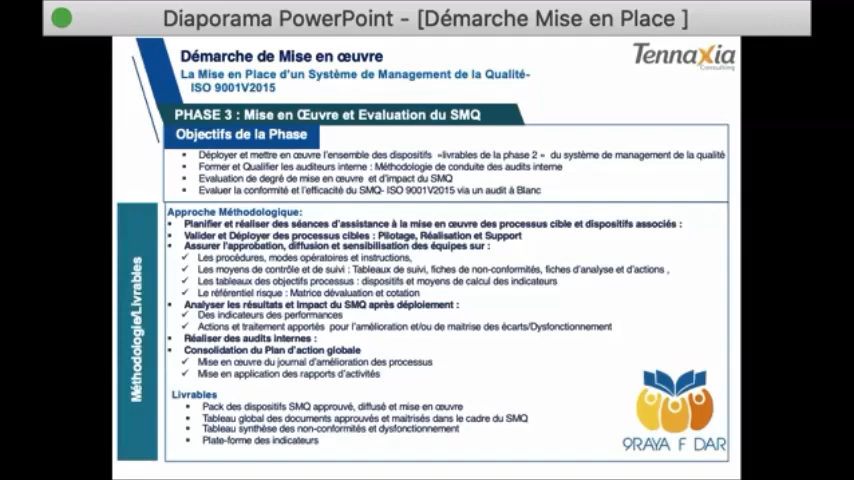 Diaporama PowerPoint - [Démarche Mise en Place ]
Démarche de Mise en œuvre
Tennaxia
Consulting
La Mise en Place d'un Système de Management de la Qualité-
ISO 9001V2015
PHASE 3 : Mise en Œuvre et Evaluation du SMQ
Objectifs de la Phase
▪ Déployer et mettre en œuvre l'ensemble des dispositifs «livrables de la phase 2 » du système de management de la qualité
▪ Former et Qualifier les auditeurs interne : Méthodologie de conduite des audits interne
▪ Evaluation de degré de mise en œuvre et d'impact du SMQ
▪ Evaluer la conformité et l'efficacité du SMQ- ISO 9001V2015 via un audit à Blanc
Méthodologie/Livrables
Approche Méthodologique:
▪ Planifier et réaliser des séances d'assistance à la mise en œuvre des processus cible et dispositifs associés :
▪ Valider et Déployer des processus cibles : Pilotage, Réalisation et Support
▪ Assurer l'approbation, diffusion et sensibilisation des équipes sur :
✓ Les procédures, modes opératoires et instructions,
✓ Les moyens de contrôle et de suivi : Tableaux de suivi, fiches de non-conformités, fiches d'analyse et d'actions ,
✓ Les tableaux des objectifs processus : dispositifs et moyens de calcul des indicateurs
✓ Le référentiel risque : Matrice dévaluation et cotation
▪ Analyser les résultats et Impact du SMQ après déploiement :
✓ Des indicateurs des performances
✓ Actions et traitement apportés pour l'amélioration et/ou de maitrise des écarts/Dysfonctionnement
▪ Réaliser des audits internes :
▪ Consolidation du Plan d'action globale
✓ Mise en œuvre du journal d'amélioration des processus
✓ Mise en application des rapports d'activités
Livrables
▪ Pack des dispositifs SMQ approuvé, diffusé et mise en œuvre
▪ Tableau global des documents approuvés et maitrisés dans le cadre du SMQ
▪ Tableau synthèse des non-conformités et dysfonctionnement
▪ Plate-forme des indicateurs
9RAYA F DAR